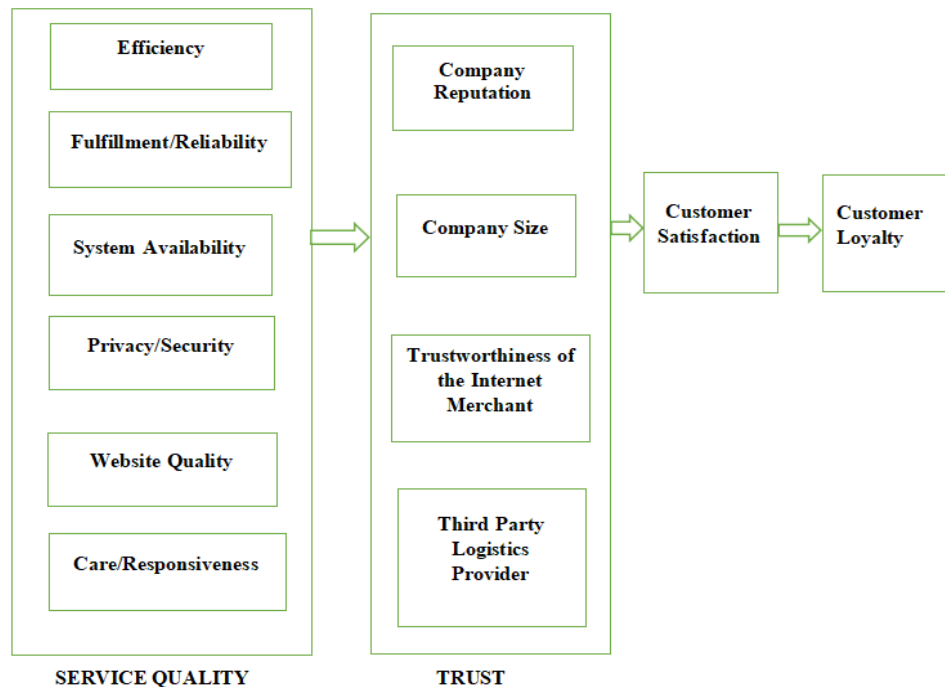 Efficiency
Fulfillment/Reliability
System Availability
Privacy/Security
Website Quality
Care/Responsiveness
SERVICE QUALITY
Company
Reputation
Company Size
Trustworthiness of
the Internet
Merchant
Third Party
Logistics
Provider
TRUST
Customer
Satisfaction
Customer
Loyalty